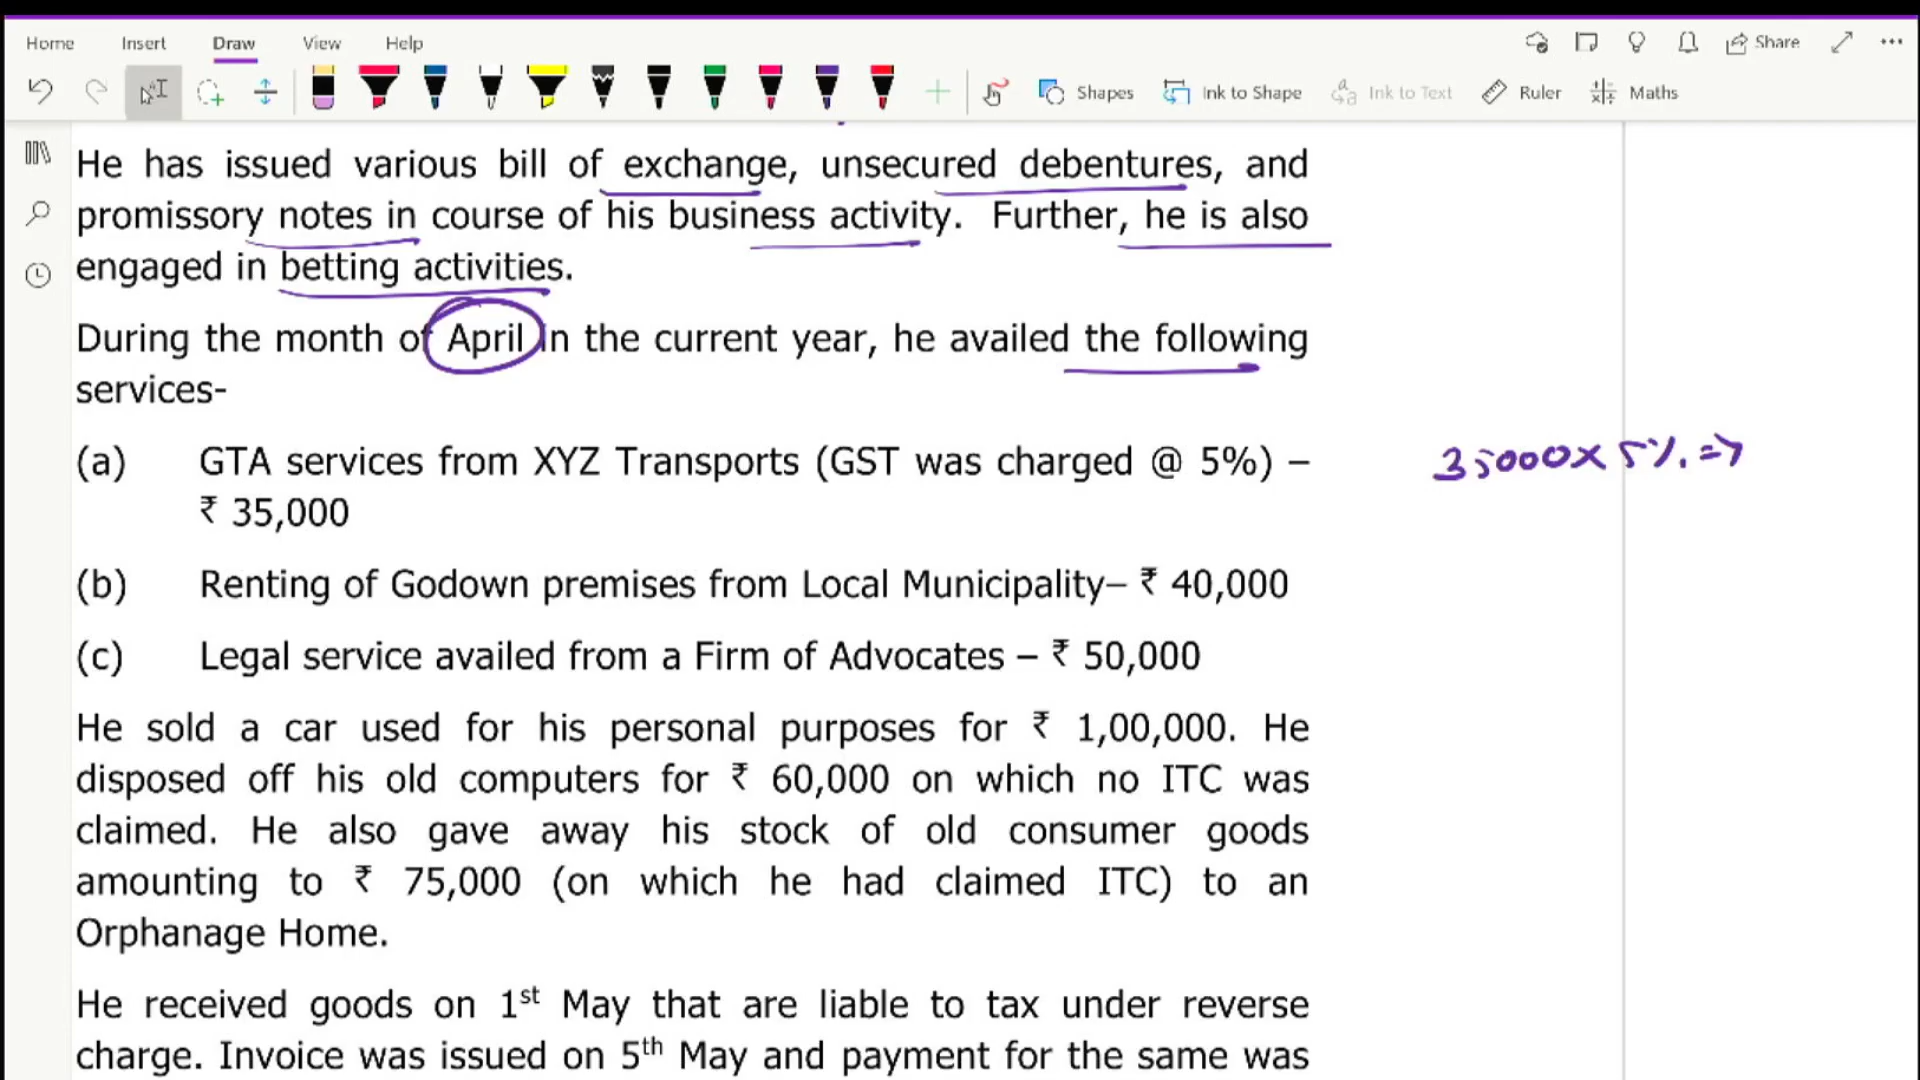 Home Insert Draw View Help Share
Shapes Ink to Shape Ink to Text Ruler Maths
He has issued various bill of exchange, unsecured debentures, and
promissory notes in course of his business activity. Further, he is also
engaged in betting activities.
During the month of April in the current year, he availed the following
services-
(a) GTA services from XYZ Transports (GST was charged @ 5%) –
35000 x 5% =>
₹ 35,000
(b) Renting of Godown premises from Local Municipality– ₹ 40,000
(c) Legal service availed from a Firm of Advocates – ₹ 50,000
He sold a car used for his personal purposes for ₹ 1,00,000. He
disposed off his old computers for ₹ 60,000 on which no ITC was
claimed. He also gave away his stock of old consumer goods
amounting to ₹ 75,000 (on which he had claimed ITC) to an
Orphanage Home.
He received goods on 1st May that are liable to tax under reverse
charge. Invoice was issued on 5th May and payment for the same was